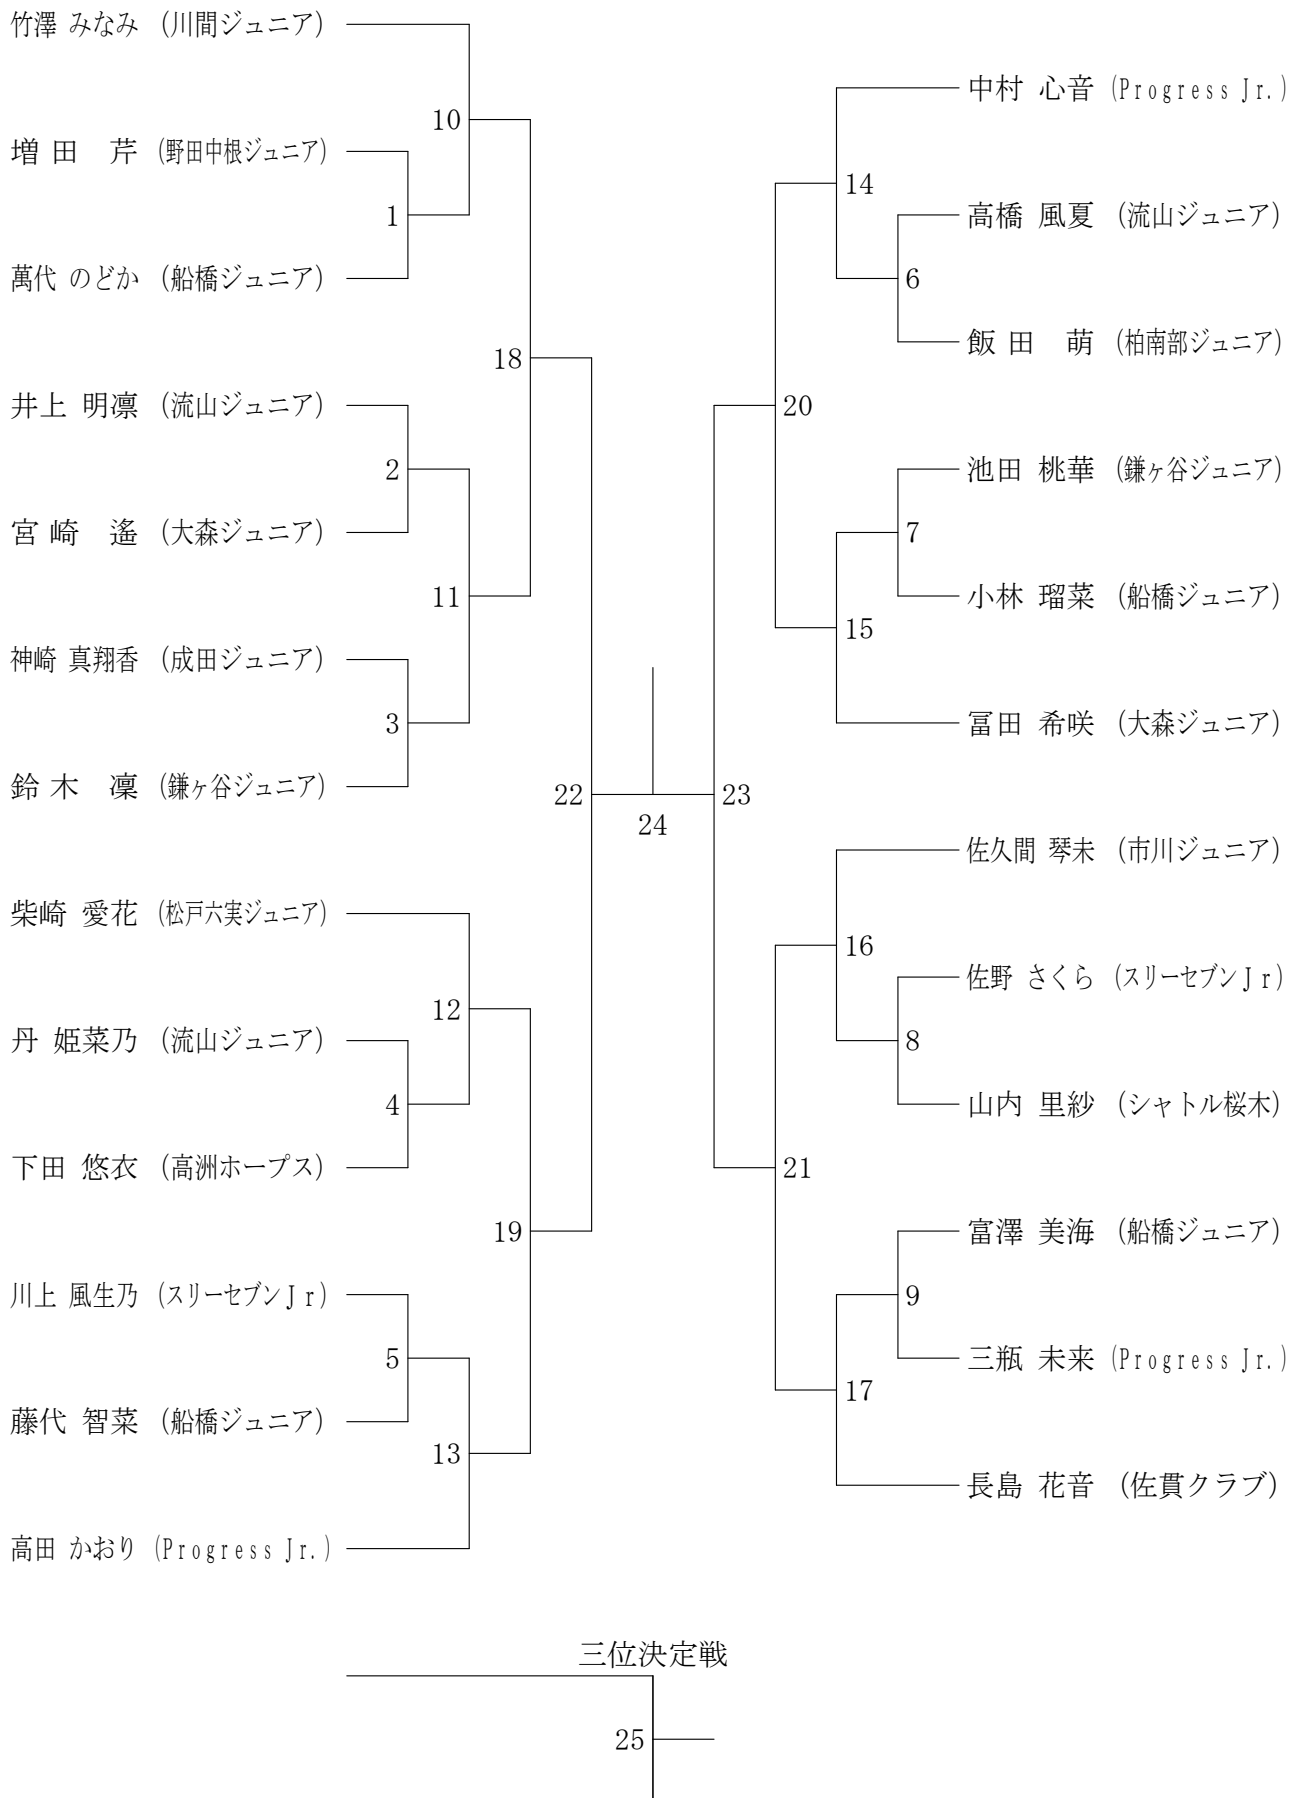 竹澤 みなみ (川間ジュニア)
増田 芹 (野田中根ジュニア)
萬代 のどか (船橋ジュニア)
井上 明凛 (流山ジュニア)
宮崎 遙 (大森ジュニア)
神崎 真翔香 (成田ジュニア)
鈴木 凜 (鎌ヶ谷ジュニア)
柴崎 愛花 (松戸六実ジュニア)
丹 姫菜乃 (流山ジュニア)
下田 悠衣 (高洲ホープス)
川上 風生乃 (スリーセブンJr)
藤代 智菜 (船橋ジュニア)
高田 かおり (Progress Jr.)
1
2
3
4
5
10
11
12
13
18
19
22
24
23
20
21
14
15
16
17
6
7
8
9
中村 心音 (Progress Jr.)
高橋 風夏 (流山ジュニア)
飯田 萌 (柏南部ジュニア)
池田 桃華 (鎌ヶ谷ジュニア)
小林 瑠菜 (船橋ジュニア)
冨田 希咲 (大森ジュニア)
佐久間 琴未 (市川ジュニア)
佐野 さくら (スリーセブンJr)
山内 里紗 (シャトル桜木)
富澤 美海 (船橋ジュニア)
三瓶 未来 (Progress Jr.)
長島 花音 (佐貫クラブ)
三位決定戦
25